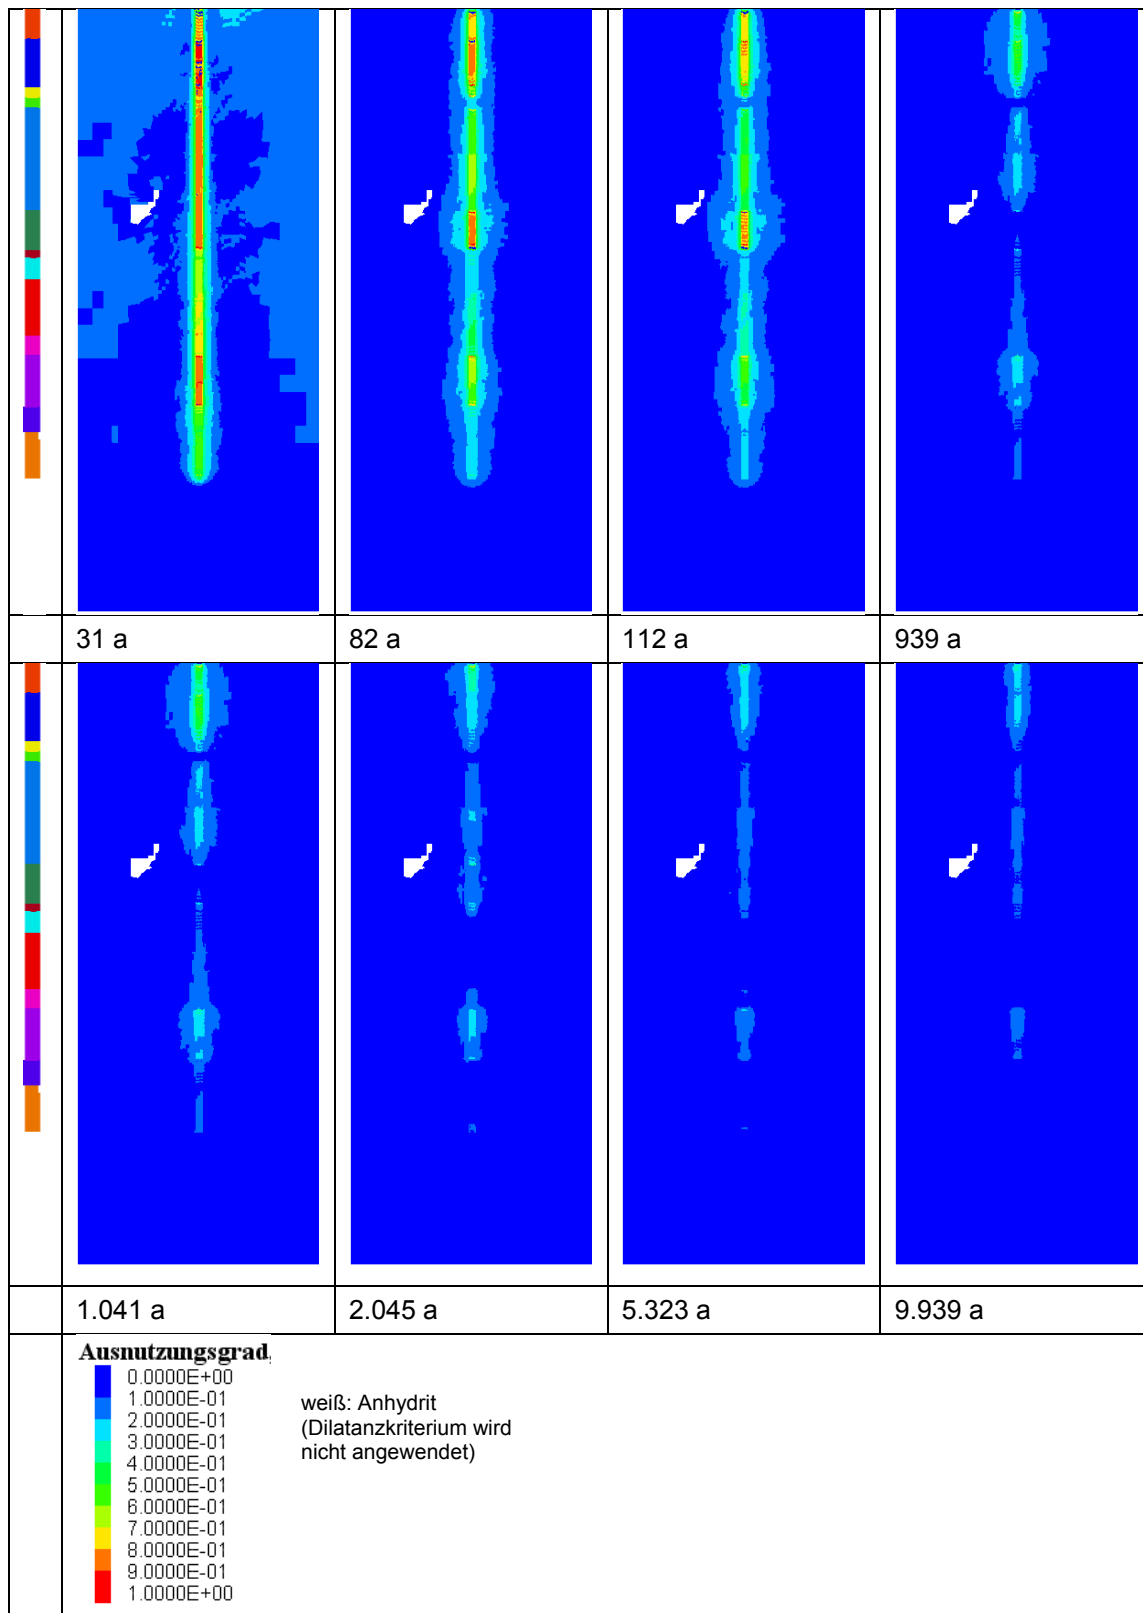 31 a
82 a
112 a
939 a
1.041 a
2.045 a
5.323 a
9.939 a
Ausnutzungsgrad,
0.0000E+00
1.0000E-01
2.0000E-01
3.0000E-01
4.0000E-01
5.0000E-01
6.0000E-01
7.0000E-01
8.0000E-01
9.0000E-01
1.0000E+00
weiß: Anhydrit
(Dilatanzkriterium wird
nicht angewendet)